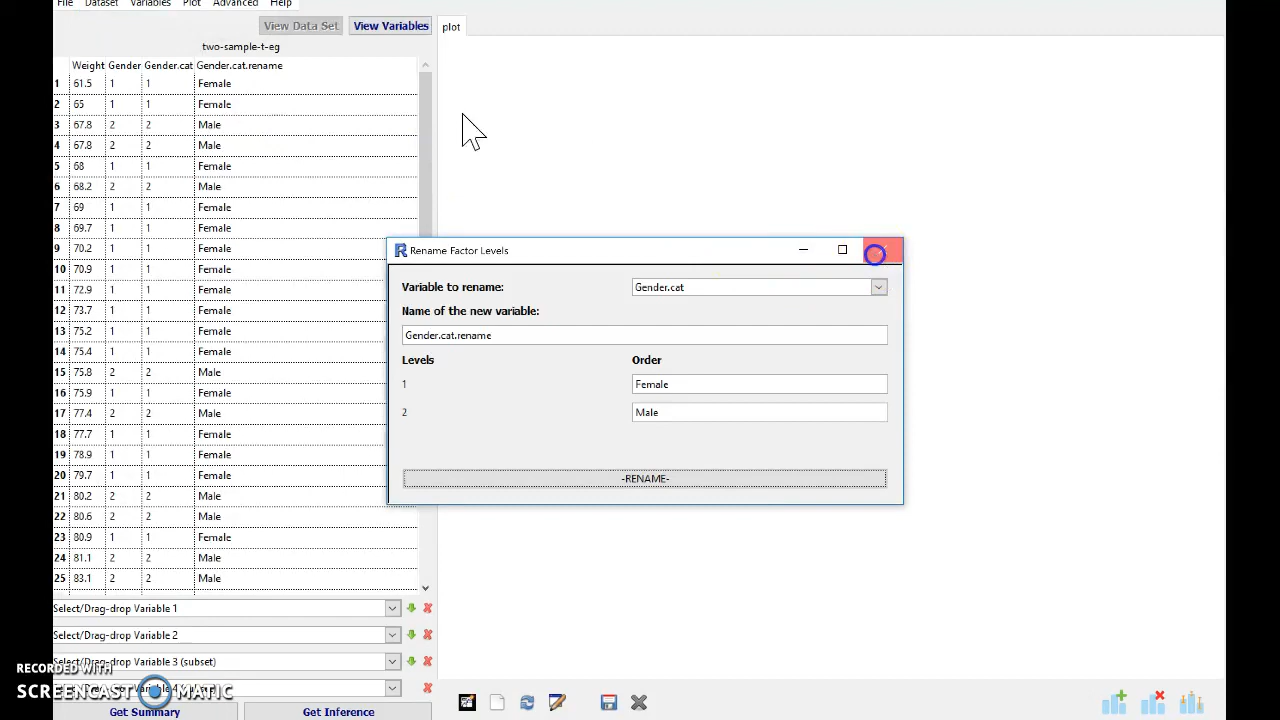 File Dataset Variables Plot Advanced Help
View Data Set View Variables plot
two-sample-t-eg
Weight Gender Gender.cat Gender.cat.rename
1 61.5 1 1 Female
2 65 1 1 Female
3 67.8 2 2 Male
4 67.8 2 2 Male
5 68 1 1 Female
6 68.2 2 2 Male
7 69 1 1 Female
8 69.7 1 1 Female
9 70.2 1 1 Female
10 70.9 1 1 Female
11 72.9 1 1 Female
12 73.7 1 1 Female
13 75.2 1 1 Female
14 75.4 1 1 Female
15 75.8 2 2 Male
16 75.9 1 1 Female
17 77.4 2 2 Male
18 77.7 1 1 Female
19 78.9 1 1 Female
20 79.7 1 1 Female
21 80.2 2 2 Male
22 80.6 2 2 Male
23 80.9 1 1 Female
24 81.1 2 2 Male
25 83.1 2 2 Male
R Rename Factor Levels
Variable to rename: Gender.cat
Name of the new variable:
Gender.cat.rename
Levels Order
1 Female
2 Male
-RENAME-
Select/Drag-drop Variable 1
Select/Drag-drop Variable 2
Select/Drag-drop Variable 3 (subset)
RECORDED WITH
SCREENCAST MATIC
Get Summary Get Inference